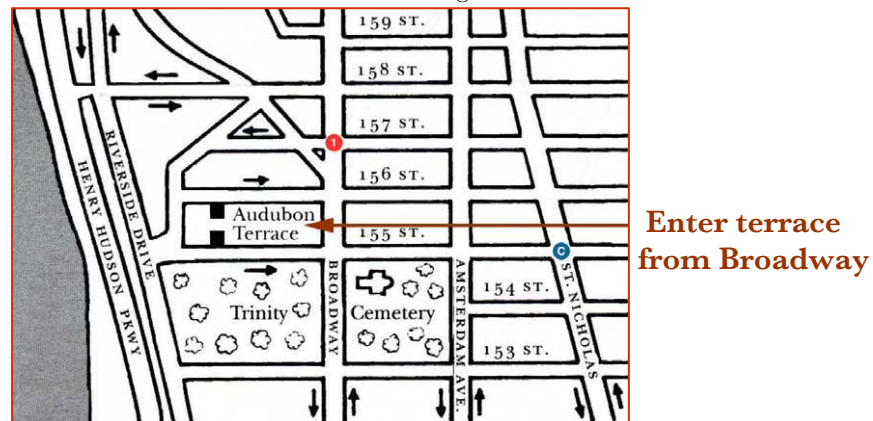 159 ST.
158 ST.
157 ST.
1
156 ST.
RIVERSIDE DRIVE
HENRY HUDSON PKWY
Audubon
Terrace
155 ST.
Enter terrace
from Broadway
C
ST. NICHOLAS
BROADWAY
AMSTERDAM AVE.
154 ST.
Trinity
Cemetery
153 ST.